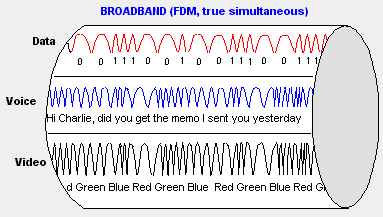 BROADBAND (FDM, true simultaneous)
Data
0 0 1 1 1 0 0 1 0 0 1 1 0 0 1 1 1
Voice
Hi Charlie, did you get the memo I sent you yesterday
Video
d Green Blue Red Green Blue Red Green Blue Red G